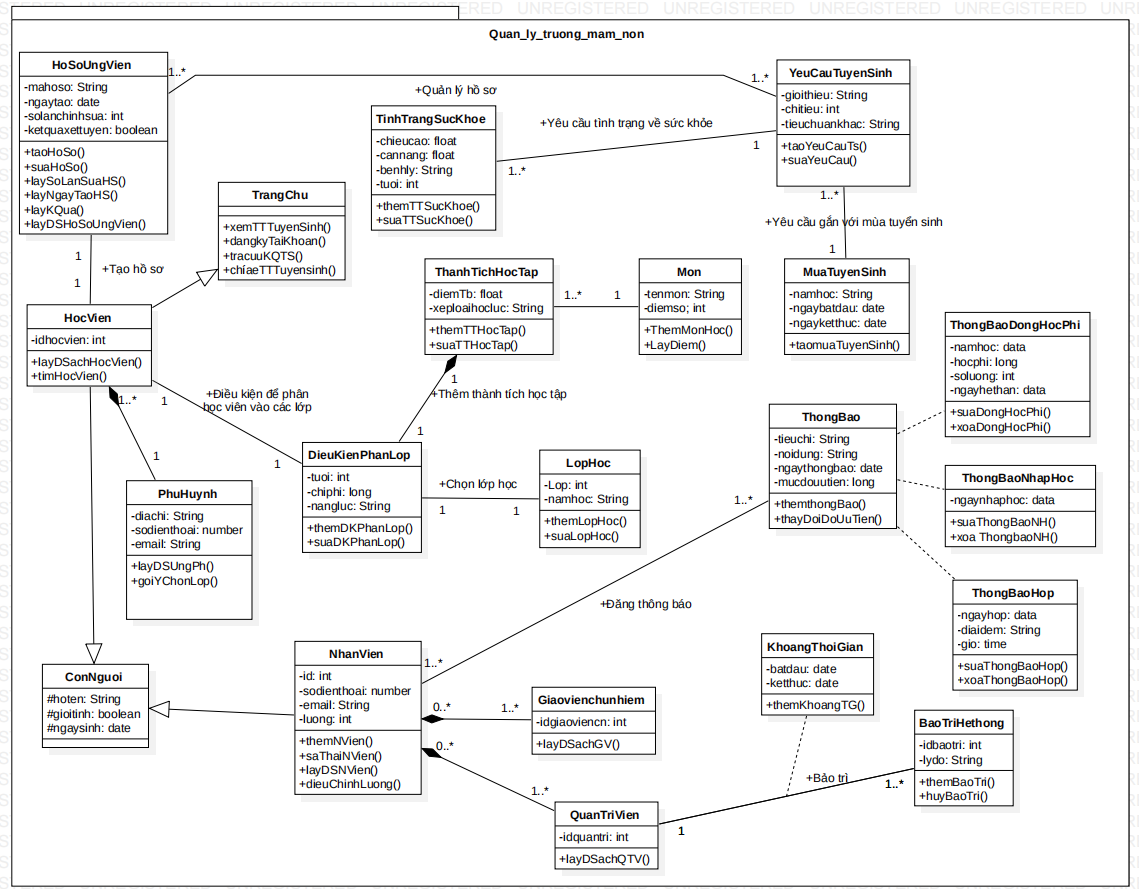 UNREGISTERED UNREGISTERED UNREGISTERED UNREGISTERED UNREGISTERED
Quan_ly_truong_mam_non
HoSoUngVien
-mahoso: String
-ngaytao: date
-solanchinhsua: int
-ketquaxettuyen: boolean
+taoHoSo()
+suaHoSo()
+laySoLanSuaHS()
+layNgayTaoHS()
+layKQua()
+layDSHoSoUngVien()
1..*
+Quản lý hồ sơ
1..*
YeuCauTuyenSinh
-gioithieu: String
-chitieu: int
-tieuchuankhac: String
+taoYeuCauTs()
+suaYeuCau()
TinhTrangSucKhoe
-chieucao: float
-cannang: float
-benhly: String
-tuoi: int
+themTTSucKhoe()
+suaTTSucKhoe()
+Yêu cầu tình trạng về sức khỏe
1
1..*
TrangChu
+xemTTTuyenSinh()
+dangkyTaiKhoan()
+tracuuKQTS()
+chíaeTTTuyensinh()
1..*
+Yêu cầu gắn với mùa tuyển sinh
1
1
+Tạo hồ sơ
1
ThanhTichHocTap
-diemTb: float
-xeploaihocluc: String
+themTTHocTap()
+suaTTHocTap()
1..*
1
Mon
-tenmon: String
-diemso; int
+ThemMonHoc()
+LayDiem()
MuaTuyenSinh
-namhoc: String
-ngaybatdau: date
-ngayketthuc: date
+taomuaTuyenSinh()
HocVien
-idhocvien: int
+layDSachHocVien()
+timHocVien()
ThongBaoDongHocPhi
-namhoc: data
-hocphi: long
-soluong: int
-ngayhethan: data
+suaDongHocPhi()
+xoaDongHocPhi()
1..*
1
+Điều kiện để phân
học viên vào các lớp
1
1
+Thêm thành tích học tập
1
1
ThongBao
-tieuchi: String
-noidung: String
-ngaythongbao: date
-mucdouutien: long
+themthongBao()
+thayDoiDoUuTien()
DieuKienPhanLop
-tuoi: int
-chiphi: long
-nangluc: String
+themDKPhanLop()
+suaDKPhanLop()
+Chọn lớp học
1
1
LopHoc
-Lop: int
-namhoc: String
+themLopHoc()
+suaLopHoc()
ThongBaoNhapHoc
-ngaynhaphoc: data
+suaThongBaoNH()
+xoa ThongbaoNH()
PhuHuynh
-diachi: String
-sodienthoai: number
-email: String
+layDSUngPh()
+goiYChonLop()
1..*
+Đăng thông báo
1..*
ThongBaoHop
-ngayhop: data
-diaidem: String
-gio: time
+suaThongBaoHop()
+xoaThongBaoHop()
ConNguoi
#hoten: String
#gioitinh: boolean
#ngaysinh: date
NhanVien
-id: int
-sodienthoai: number
-email: String
-luong: int
+themNVien()
+saThaiNVien()
+layDSNVien()
+dieuChinhLuong()
0..*
1..*
Giaovienchunhiem
-idgiaoviencn: int
+layDSachGV()
KhoangThoiGian
-batdau: date
-ketthuc: date
+themKhoangTG()
0..*
1..*
QuanTriVien
-idquantri: int
+layDSachQTV()
1
+Bảo trì
1..*
BaoTriHethong
-idbaotri: int
-lydo: String
+themBaoTri()
+huyBaoTri()